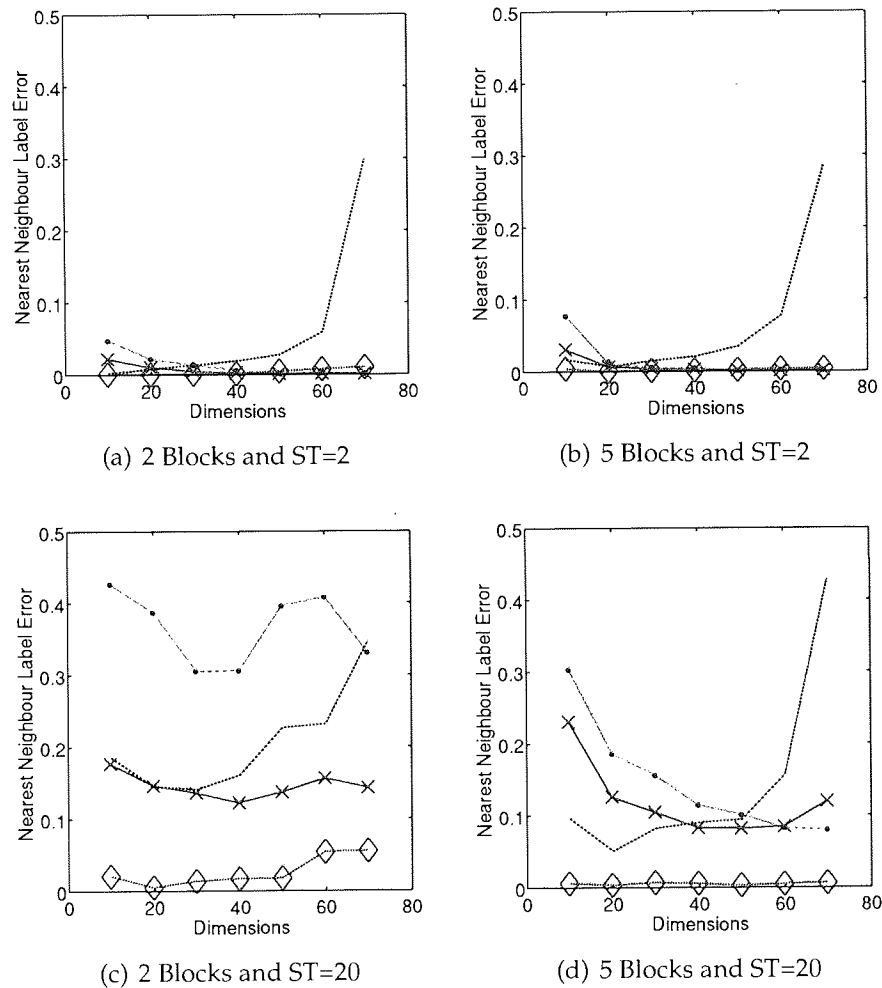 0.5
0.4
0.3
0.2
0.1
0
Nearest Neighbour Label Error
0 20 40 60 80
Dimensions
(a) 2 Blocks and ST=2
0.5
0.4
0.3
0.2
0.1
0
Nearest Neighbour Label Error
0 20 40 60 80
Dimensions
(b) 5 Blocks and ST=2
0.5
0.4
0.3
0.2
0.1
0
Nearest Neighbour Label Error
0 20 40 60 80
Dimensions
(c) 2 Blocks and ST=20
0.5
0.4
0.3
0.2
0.1
0
Nearest Neighbour Label Error
0 20 40 60 80
Dimensions
(d) 5 Blocks and ST=20